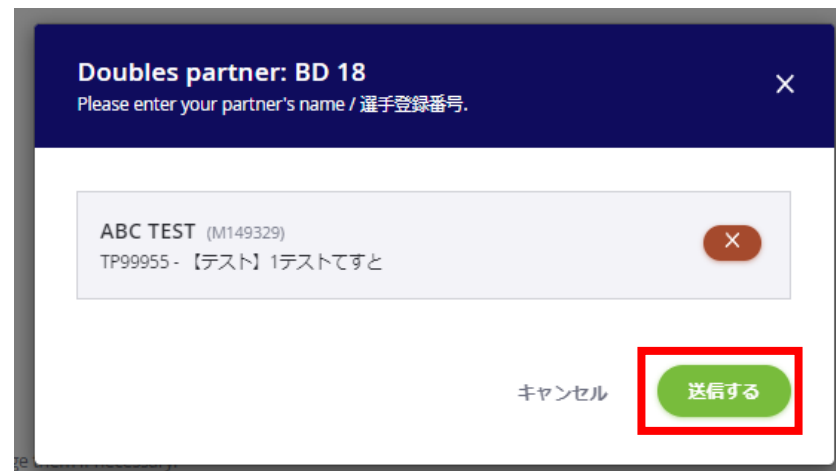 Doubles partner: BD 18
Please enter your partner's name / 選手登録番号.
ABC TEST (M149329)
TP99955 - 【テスト】1テストてすと
キャンセル
送信する